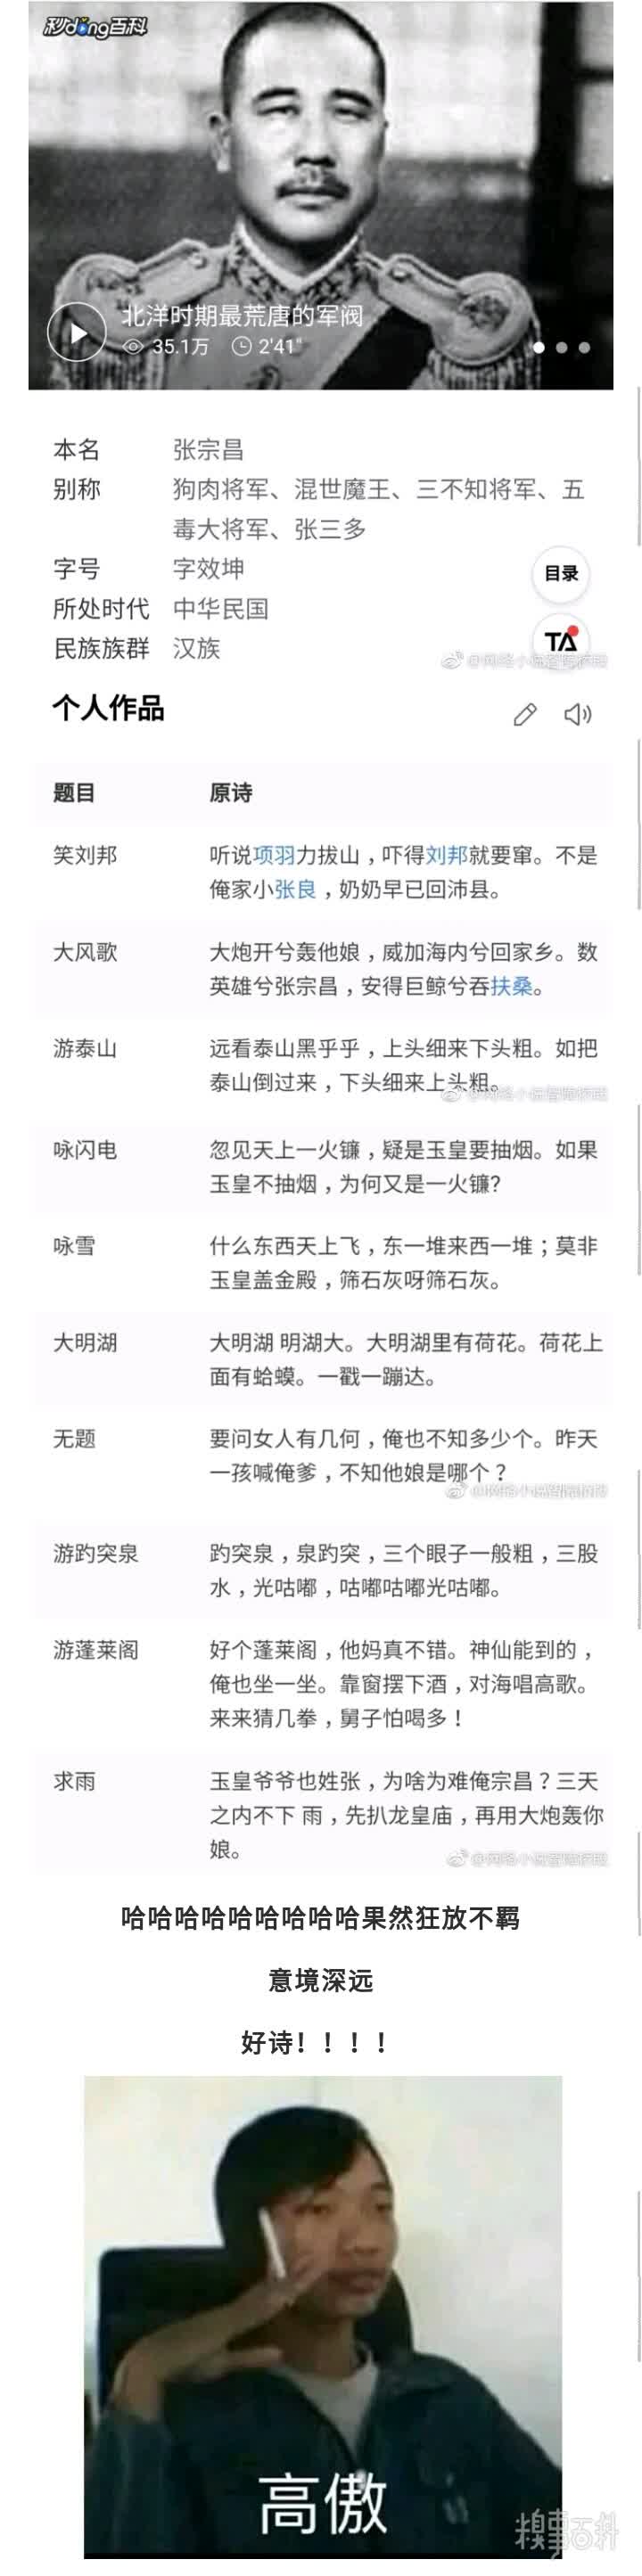 秒dǒng百科
北洋时期最荒唐的军阀
35.1万 2'41"
本名 张宗昌
别称 狗肉将军、混世魔王、三不知将军、五
毒大将军、张三多
字号 字效坤
目录
所处时代 中华民国
民族族群 汉族
TA
个人作品
题目 原诗
笑刘邦 听说项羽力拔山，吓得刘邦就要窜。不是
俺家小张良，奶奶早已回沛县。
大风歌 大炮开兮轰他娘，威加海内兮回家乡。数
英雄兮张宗昌，安得巨鲸兮吞扶桑。
游泰山 远看泰山黑乎乎，上头细来下头粗。如把
泰山倒过来，下头细来上头粗。
咏闪电 忽见天上一火镰，疑是玉皇要抽烟。如果
玉皇不抽烟，为何又是一火镰?
咏雪 什么东西天上飞，东一堆来西一堆；莫非
玉皇盖金殿，筛石灰呀筛石灰。
大明湖 大明湖 明湖大。大明湖里有荷花。荷花上
面有蛤蟆。一戳一蹦达。
无题 要问女人有几何，俺也不知多少个。昨天
一孩喊俺爹，不知他娘是哪个？
游趵突泉 趵突泉，泉趵突，三个眼子一般粗，三股
水，光咕嘟，咕嘟咕嘟光咕嘟。
游蓬莱阁 好个蓬莱阁，他妈真不错。神仙能到的，
俺也坐一坐。靠窗摆下酒，对海唱高歌。
来来猜几拳，舅子怕喝多！
求雨 玉皇爷爷也姓张，为啥为难俺宗昌？三天
之内不下 雨，先扒龙皇庙，再用大炮轰你
娘。
哈哈哈哈哈哈哈哈哈果然狂放不羁
意境深远
好诗！！！！
高傲
糗事百科